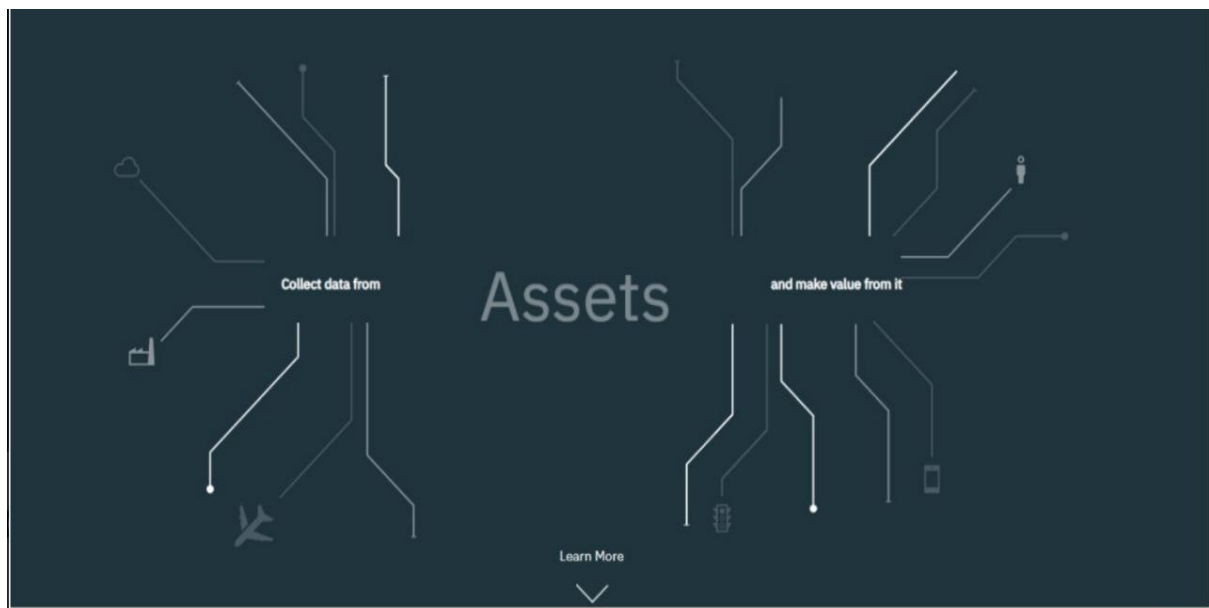 Collect data from
Assets
and make value from it
Learn More